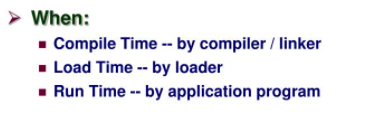 When:
Compile Time -- by compiler / linker
Load Time -- by loader
Run Time -- by application program